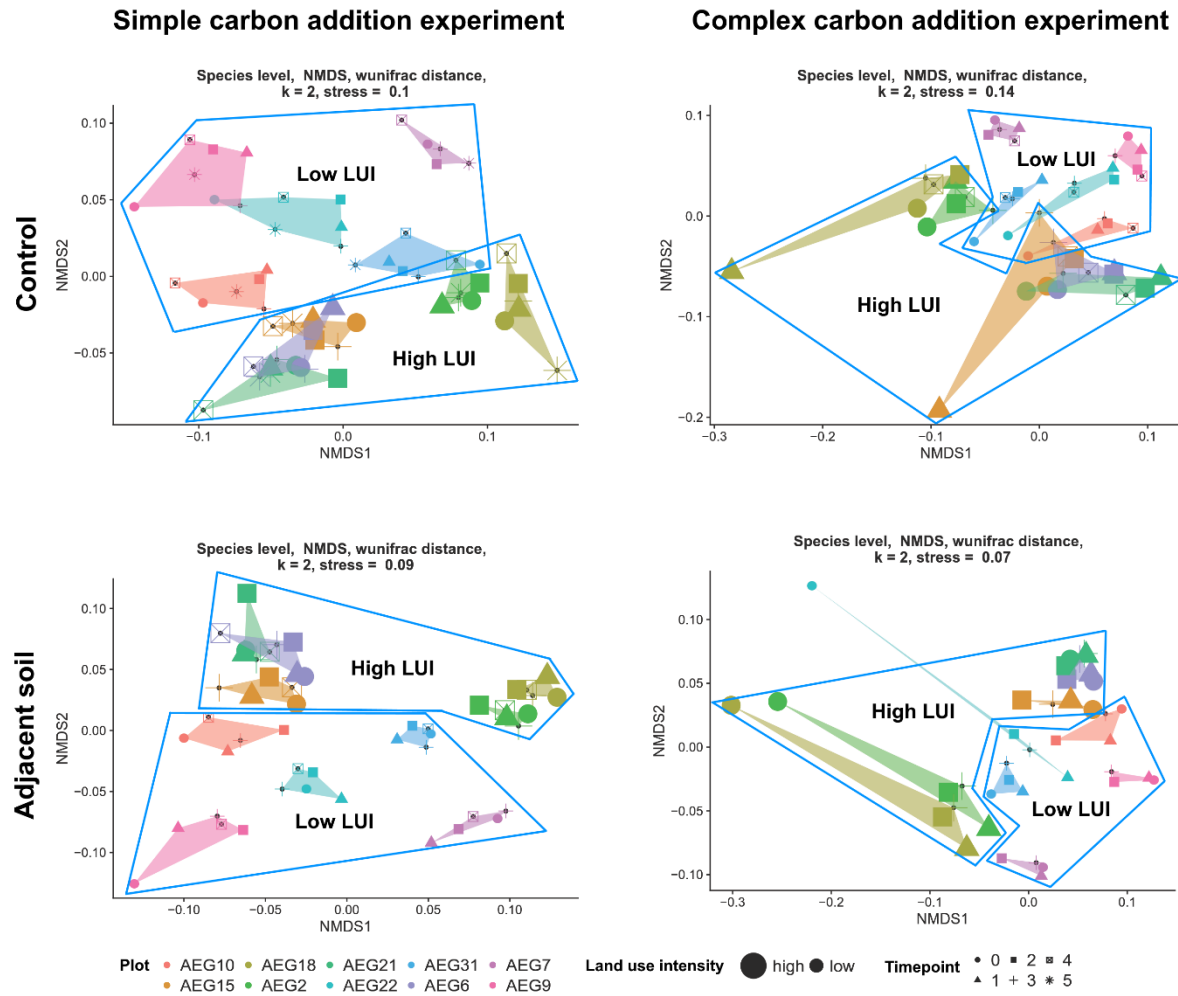 Simple carbon addition experiment
Complex carbon addition experiment
Control
Species level,  NMDS, wunifrac distance,
k = 2, stress =  0.1
0.10
0.05
0.00
−0.05
NMDS2
Low LUI
High LUI
−0.1
0.0
0.1
NMDS1
Species level,  NMDS, wunifrac distance,
k = 2, stress =  0.14
0.1
0.0
−0.1
−0.2
NMDS2
Low LUI
High LUI
−0.3
−0.2
−0.1
0.0
0.1
NMDS1
Adjacent soil
Species level,  NMDS, wunifrac distance,
k = 2, stress =  0.09
0.10
0.05
0.00
−0.05
−0.10
NMDS2
High LUI
Low LUI
−0.10
−0.05
0.00
0.05
0.10
NMDS1
Species level,  NMDS, wunifrac distance,
k = 2, stress =  0.07
0.10
0.05
0.00
−0.05
−0.10
NMDS2
High LUI
Low LUI
−0.3
−0.2
−0.1
0.0
0.1
NMDS1
Plot AEG10 AEG18 AEG21 AEG31 AEG7
AEG15 AEG2 AEG22 AEG6 AEG9
Land use intensity high low
Timepoint 0 2 4
1 3 5